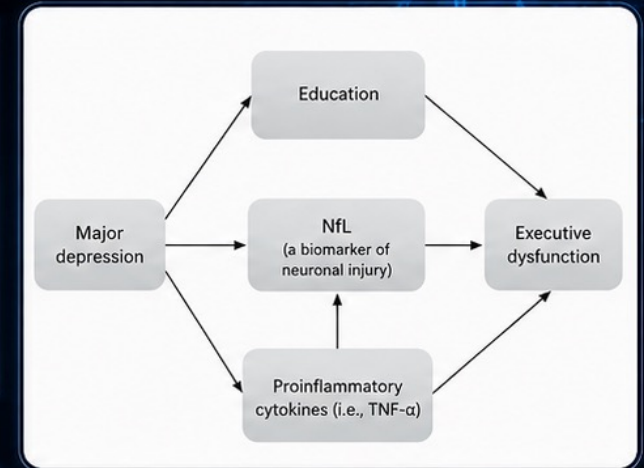 Education
Major
depression
NfL
(a biomarker of
neuronal injury)
Executive
dysfunction
Proinflammatory
cytokines (i.e., TNF-α)